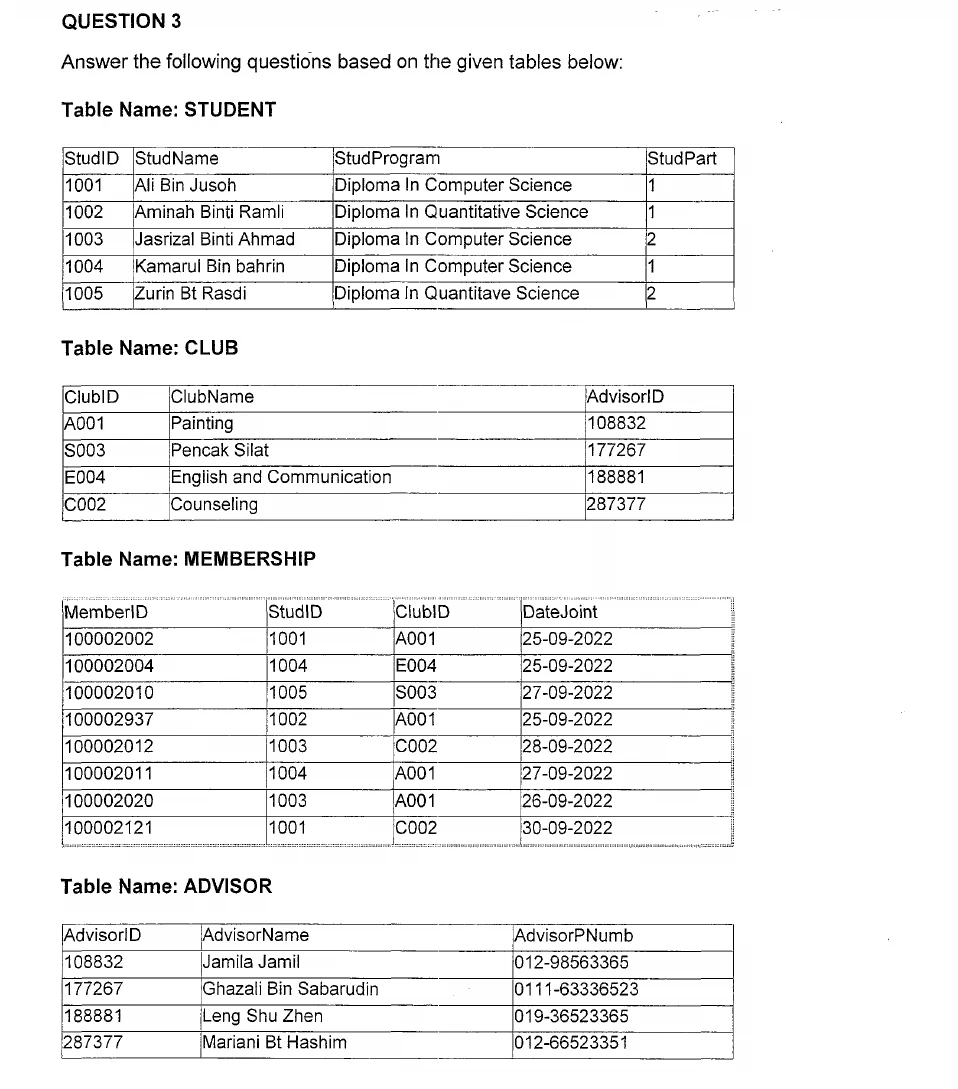 QUESTION 3
Answer the following questions based on the given tables below:
Table Name: STUDENT
StudID StudName StudProgram StudPart
1001 Ali Bin Jusoh Diploma In Computer Science 1
1002 Aminah Binti Ramli Diploma In Quantitative Science 1
1003 Jasrizal Binti Ahmad Diploma In Computer Science 2
1004 Kamarul Bin bahrin Diploma In Computer Science 1
1005 Zurin Bt Rasdi Diploma In Quantitave Science 2
Table Name: CLUB
ClubID ClubName AdvisorID
A001 Painting 108832
S003 Pencak Silat 177267
E004 English and Communication 188881
C002 Counseling 287377
Table Name: MEMBERSHIP
MemberID StudID ClubID DateJoint
100002002 1001 A001 25-09-2022
100002004 1004 E004 25-09-2022
100002010 1005 S003 27-09-2022
100002937 1002 A001 25-09-2022
100002012 1003 C002 28-09-2022
100002011 1004 A001 27-09-2022
100002020 1003 A001 26-09-2022
100002121 1001 C002 30-09-2022
Table Name: ADVISOR
AdvisorID AdvisorName AdvisorPNumb
108832 Jamila Jamil 012-98563365
177267 Ghazali Bin Sabarudin 0111-63336523
188881 Leng Shu Zhen 019-36523365
287377 Mariani Bt Hashim 012-66523351